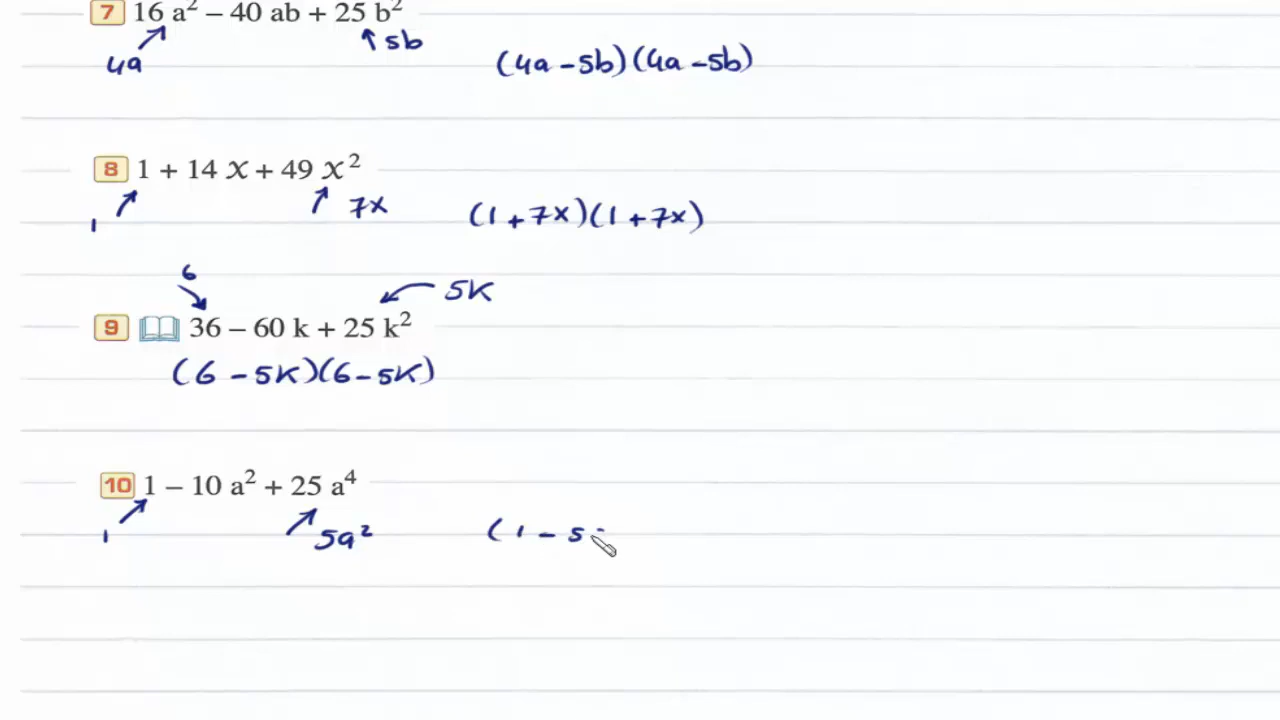 7 16 a² – 40 ab + 25 b²
4a 5b (4a – 5b)(4a – 5b)
8 1 + 14 x + 49 x²
1 7x (1 + 7x)(1 + 7x)
6 5K
9 36 – 60 k + 25 k²
(6 – 5K)(6 – 5K)
10 1 – 10 a² + 25 a⁴
1 5a² (1 – 5